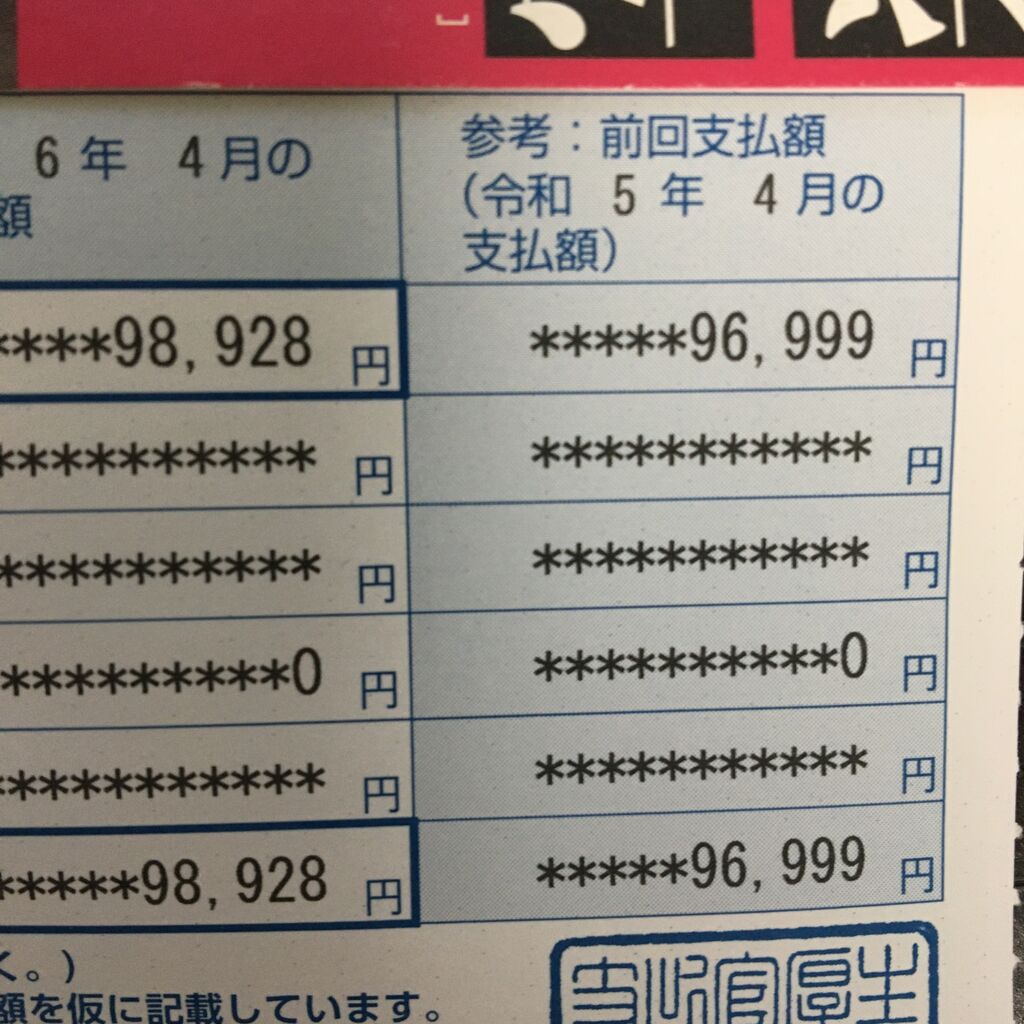 6 年 4 月の
額
参考：前回支払額
（令和 5 年 4 月の
支払額）
****98,928 円
*****96,999 円
********** 円
*********** 円
********** 円
*********** 円
*********0 円
**********0 円
********** 円
*********** 円
*****98,928 円
*****96,999 円
く。)
額を仮に記載しています。
官厚生